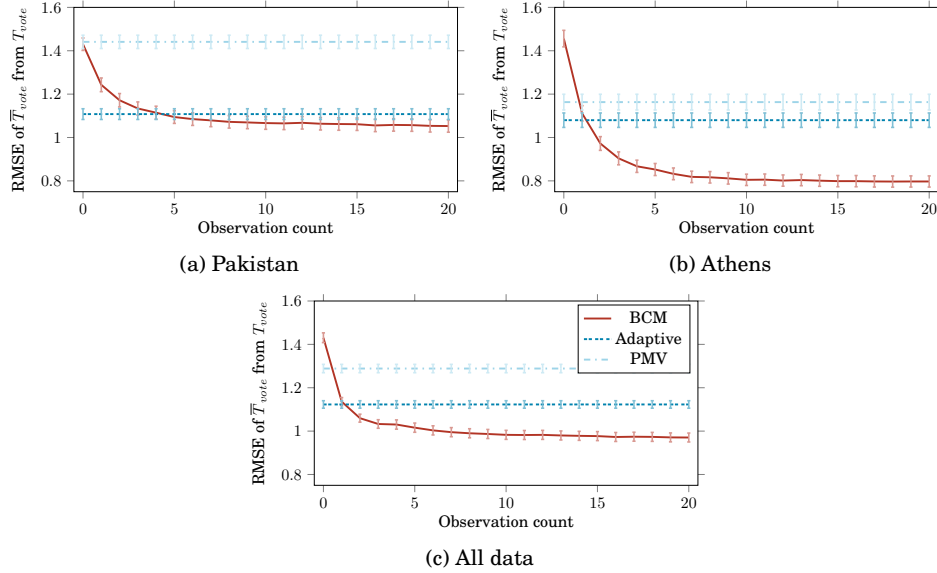 1.6
1.4
1.2
1
0.8
RMSE of T̅vote from Tvote
0
5
10
15
20
Observation count
(a) Pakistan
1.6
1.4
1.2
1
0.8
RMSE of T̅vote from Tvote
0
5
10
15
20
Observation count
(b) Athens
1.6
1.4
1.2
1
0.8
RMSE of T̅vote from Tvote
BCM
Adaptive
PMV
0
5
10
15
20
Observation count
(c) All data